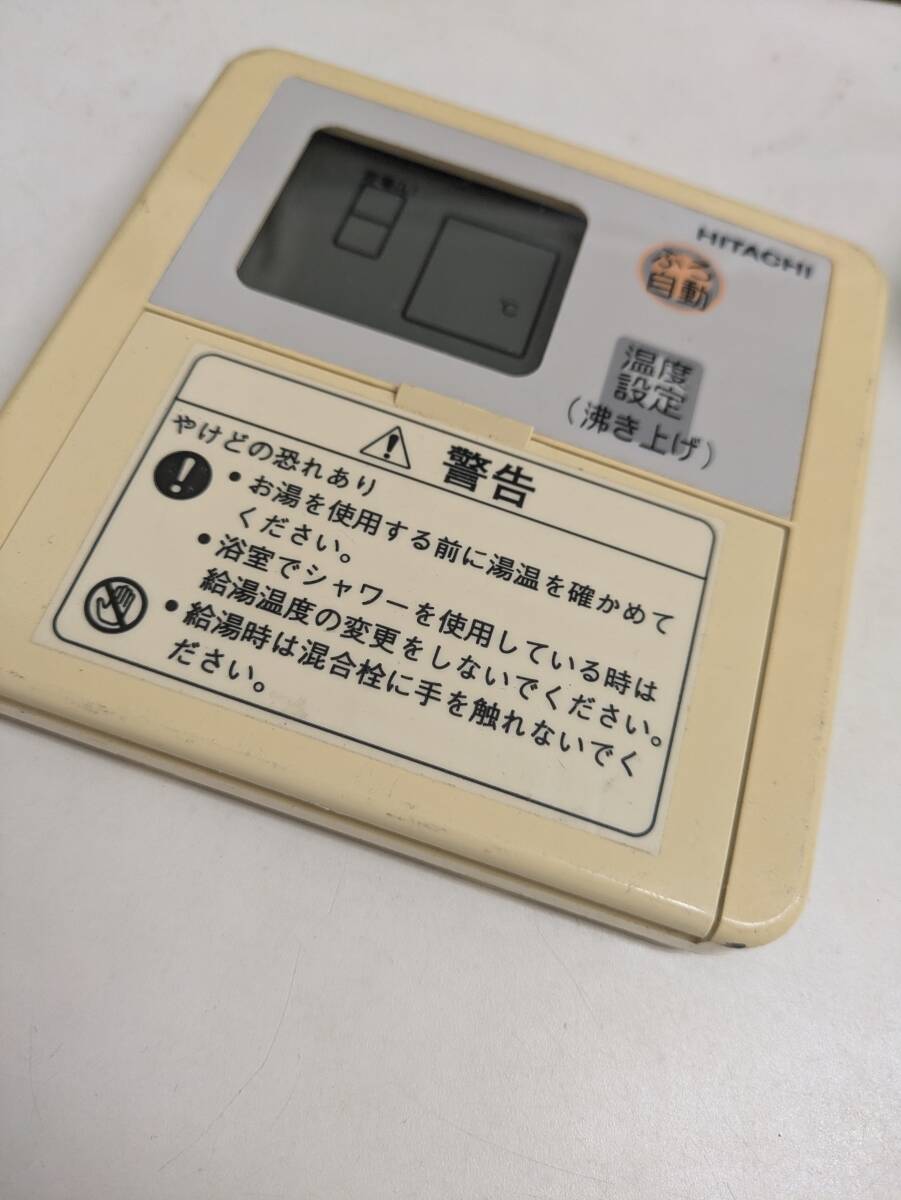 HITACHI
ふろ
自動
℃
温度
設定
(沸き上げ)
警告
やけどの恐れあり
・お湯を使用する前に湯温を確かめて
ください。
・浴室でシャワーを使用している時は
給湯温度の変更をしないでください。
・給湯時は混合栓に手を触れないでく
ださい。